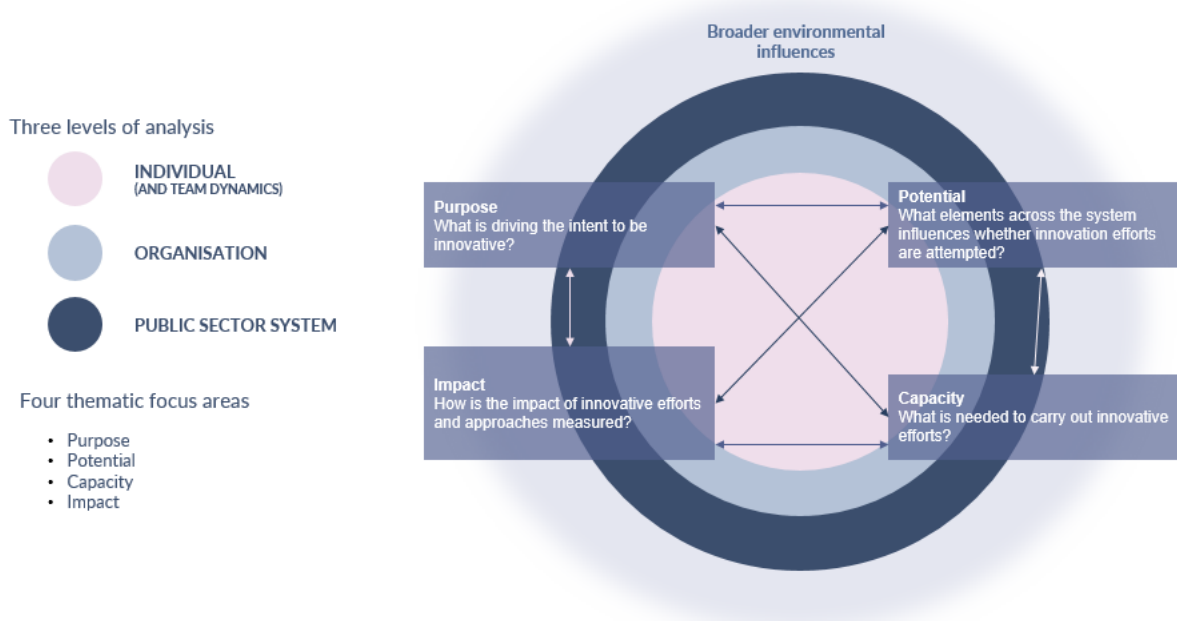 Three levels of analysis
INDIVIDUAL
(AND TEAM DYNAMICS)
ORGANISATION
PUBLIC SECTOR SYSTEM
Four thematic focus areas
• Purpose
• Potential
• Capacity
• Impact
Broader environmental
influences
Purpose
What is driving the intent to be
innovative?
Potential
What elements across the system
influences whether innovation efforts
are attempted?
Impact
How is the impact of innovative efforts
and approaches measured?
Capacity
What is needed to carry out innovative
efforts?